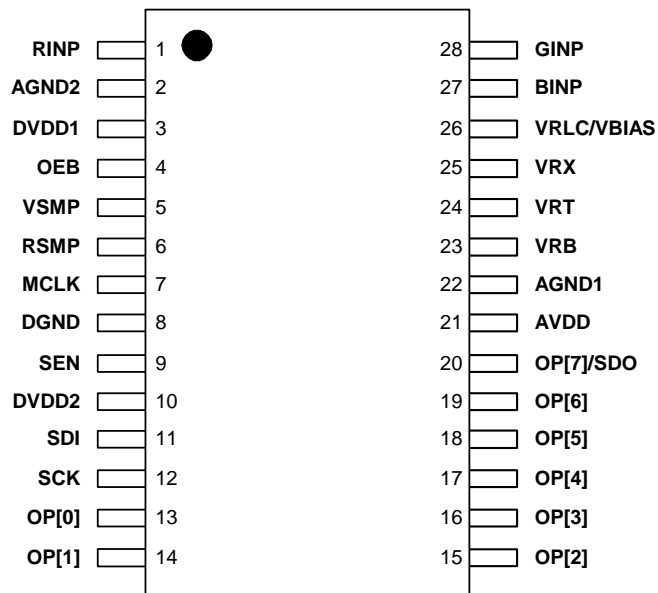 RINP 1 28 GINP
AGND2 2 27 BINP
DVDD1 3 26 VRLC/VBIAS
OEB 4 25 VRX
VSMP 5 24 VRT
RSMP 6 23 VRB
MCLK 7 22 AGND1
DGND 8 21 AVDD
SEN 9 20 OP[7]/SDO
DVDD2 10 19 OP[6]
SDI 11 18 OP[5]
SCK 12 17 OP[4]
OP[0] 13 16 OP[3]
OP[1] 14 15 OP[2]